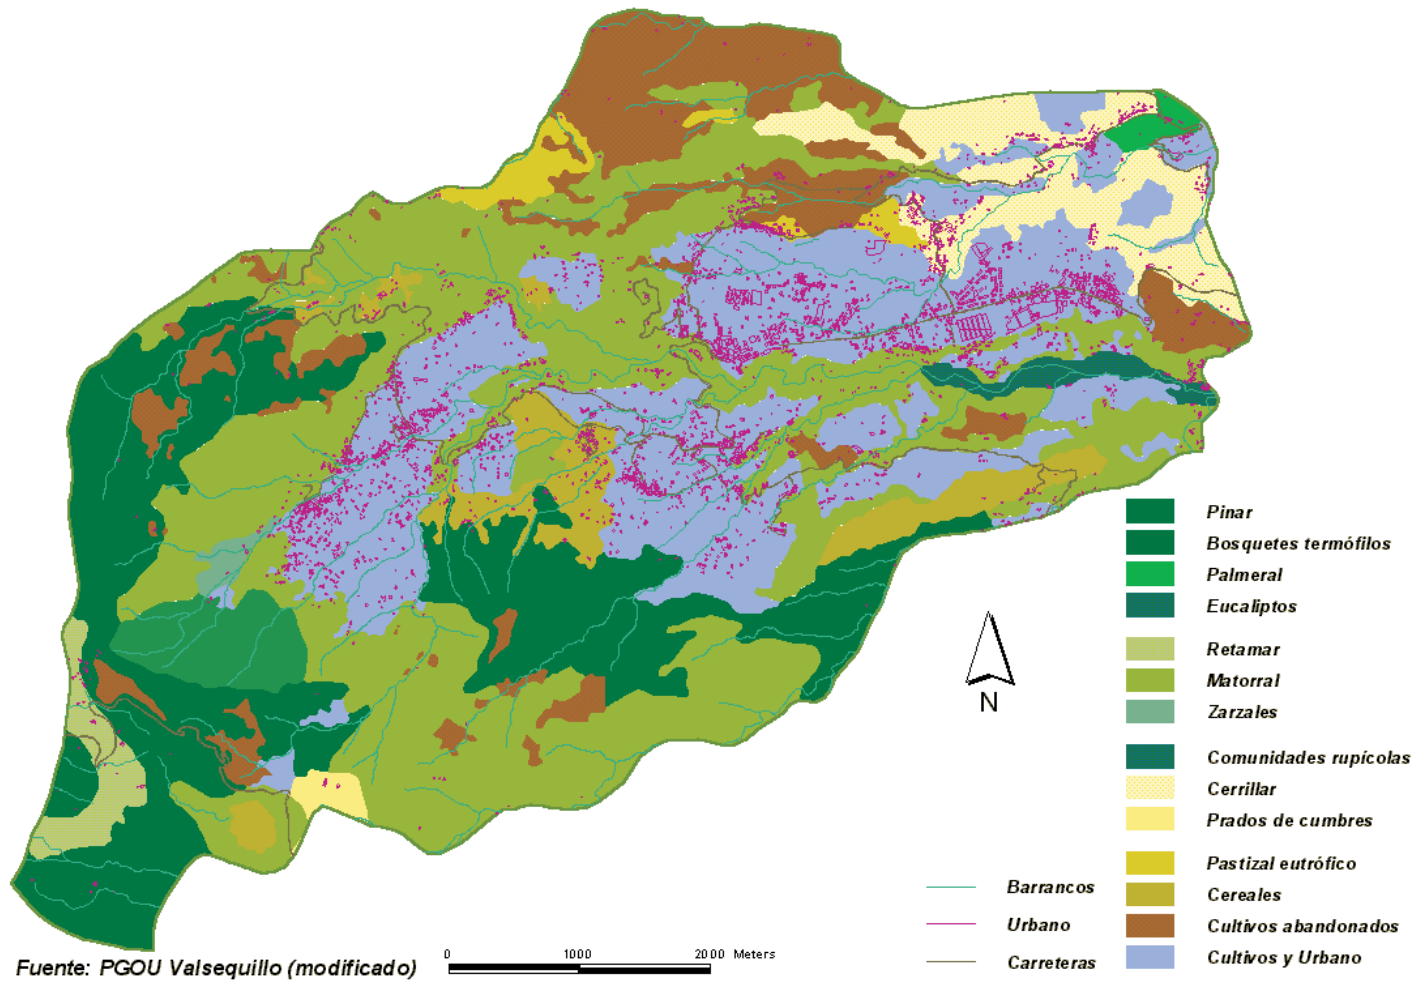 Pinar
Bosquetes termófilos
Palmeral
Eucaliptos
Retamar
Matorral
Zarzales
Comunidades rupícolas
Cerrillar
Prados de cumbres
Pastizal eutrófico
Cereales
Cultivos abandonados
Cultivos y Urbano
N
Barrancos
Urbano
Carreteras
0 1000 2000 Meters
Fuente: PGOU Valsequillo (modificado)